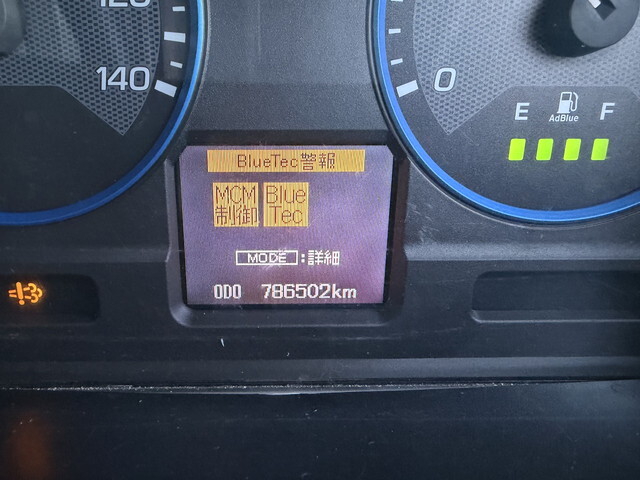 120
140
0
E
AdBlue
F
BlueTec警報
MCM Blue
制御 Tec
MODE:詳細
ODO 786502km